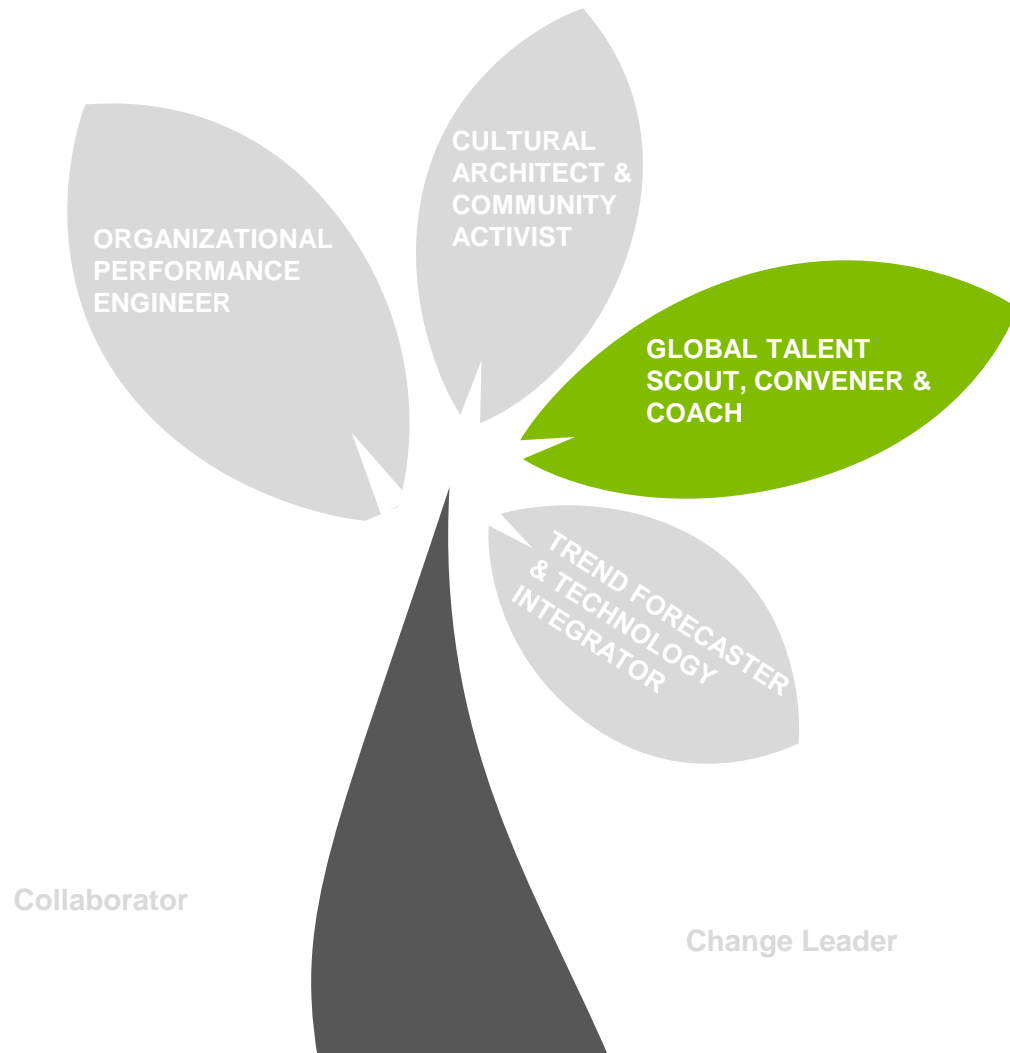 CULTURAL
ARCHITECT &
COMMUNITY
ACTIVIST
ORGANIZATIONAL
PERFORMANCE
ENGINEER
GLOBAL TALENT
SCOUT, CONVENER &
COACH
TREND FORECASTER
& TECHNOLOGY
INTEGRATOR
Collaborator
Change Leader